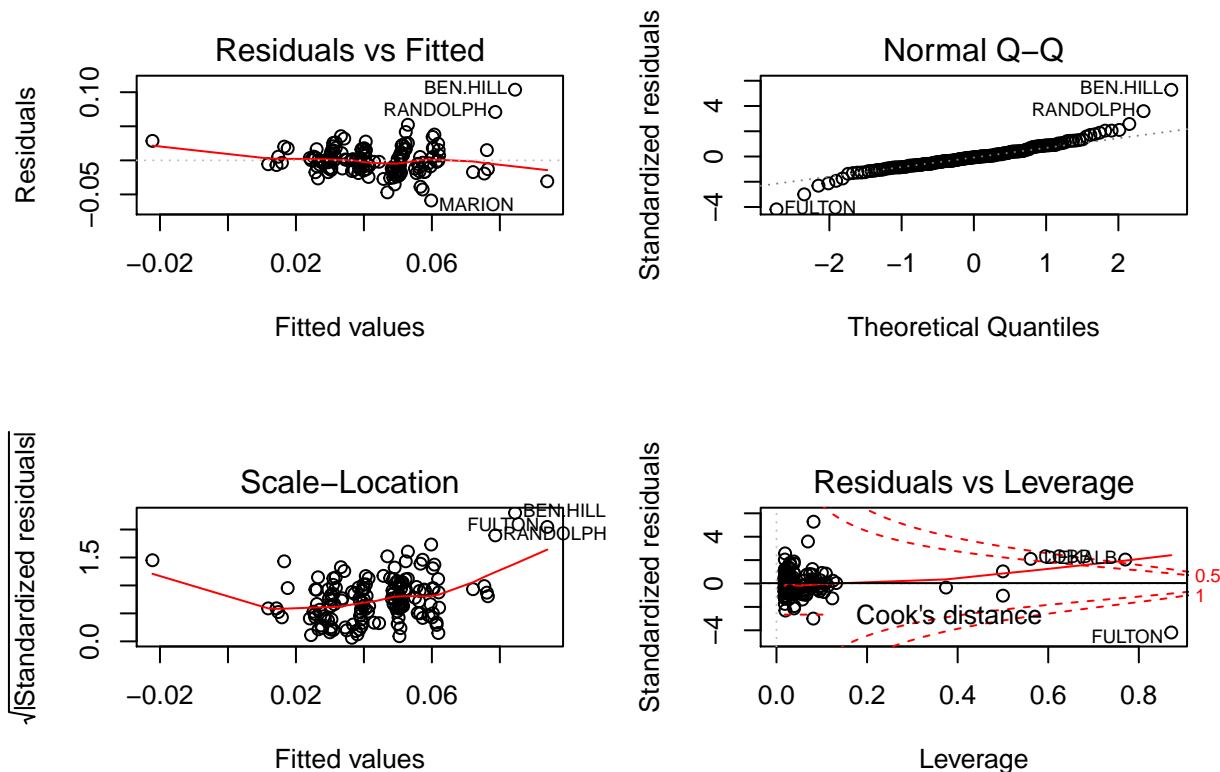 Residuals vs Fitted
Residuals
0.10
−0.05
BEN.HILL
RANDOLPH
MARION
−0.02
0.02
0.06
Fitted values
Normal Q−Q
Standardized residuals
4
0
−4
BEN.HILL
RANDOLPH
FULTON
−2
−1
0
1
2
Theoretical Quantiles
Scale−Location
√|Standardized residuals|
1.5
0.0
BEN.HILL
FULTON
RANDOLPH
−0.02
0.02
0.06
Fitted values
Residuals vs Leverage
Standardized residuals
4
0
−4
0.5
1
Cook's distance
FULTON
0.0
0.2
0.4
0.6
0.8
Leverage